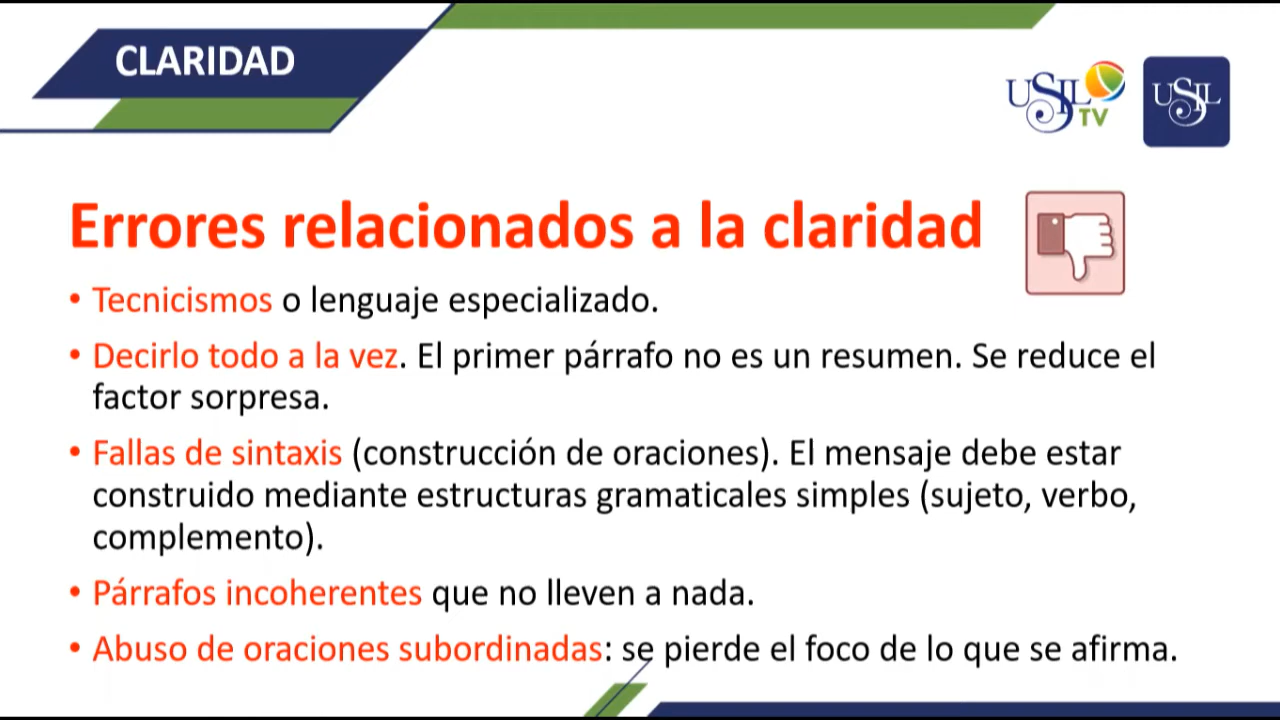 CLARIDAD
USIL
TV
USIL
Errores relacionados a la claridad
• Tecnicismos o lenguaje especializado.
• Decirlo todo a la vez. El primer párrafo no es un resumen. Se reduce el
factor sorpresa.
• Fallas de sintaxis (construcción de oraciones). El mensaje debe estar
construido mediante estructuras gramaticales simples (sujeto, verbo,
complemento).
• Párrafos incoherentes que no lleven a nada.
• Abuso de oraciones subordinadas: se pierde el foco de lo que se afirma.